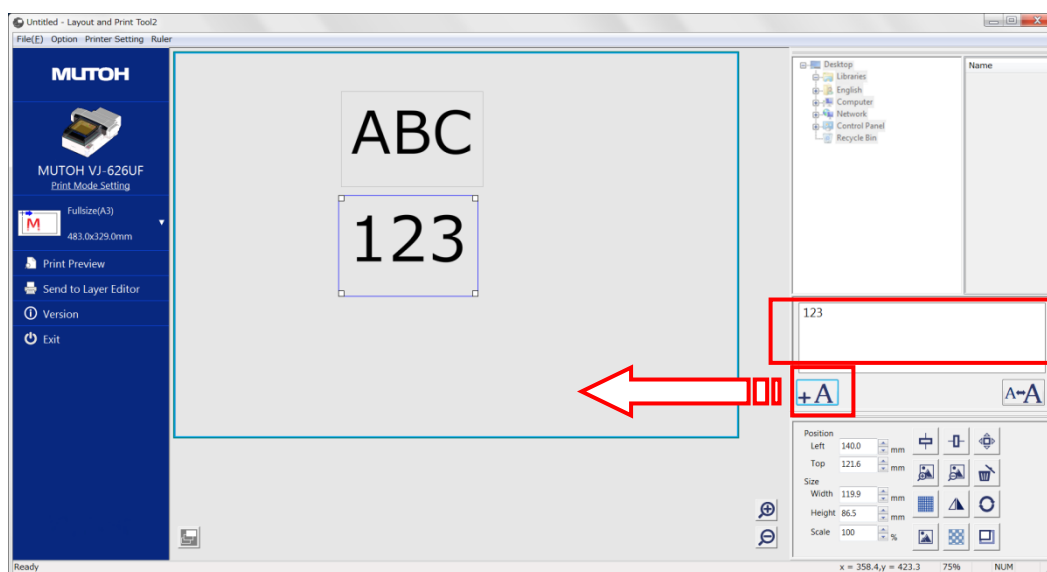 Untitled - Layout and Print Tool2
File(F) Option Printer Setting Ruler
MUTOH
MUTOH VJ-626UF
Print Mode Setting
M
Fullsize(A3)
483.0x329.0mm
Print Preview
Send to Layer Editor
Version
Exit
ABC
123
Desktop
Libraries
English
Computer
Network
Control Panel
Recycle Bin
Name
123
+A
A↔A
Position
Left 140.0 mm
Top 121.6 mm
Size
Width 119.9 mm
Height 86.5 mm
Scale 100 %
Ready
x = 358.4,y = 423.3 75% NUM